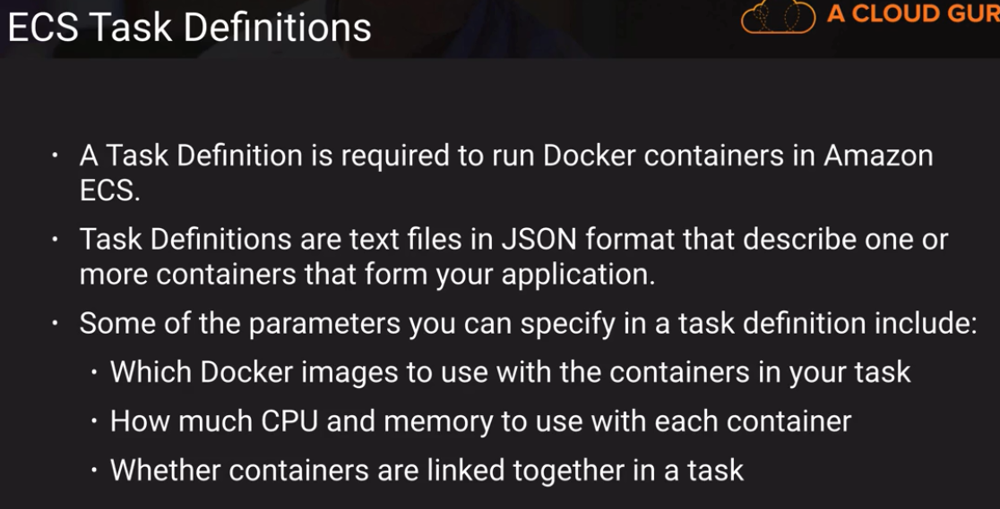 ECS Task Definitions
A CLOUD GUR
· A Task Definition is required to run Docker containers in Amazon
ECS.
· Task Definitions are text files in JSON format that describe one or
more containers that form your application.
· Some of the parameters you can specify in a task definition include:
· Which Docker images to use with the containers in your task
· How much CPU and memory to use with each container
· Whether containers are linked together in a task